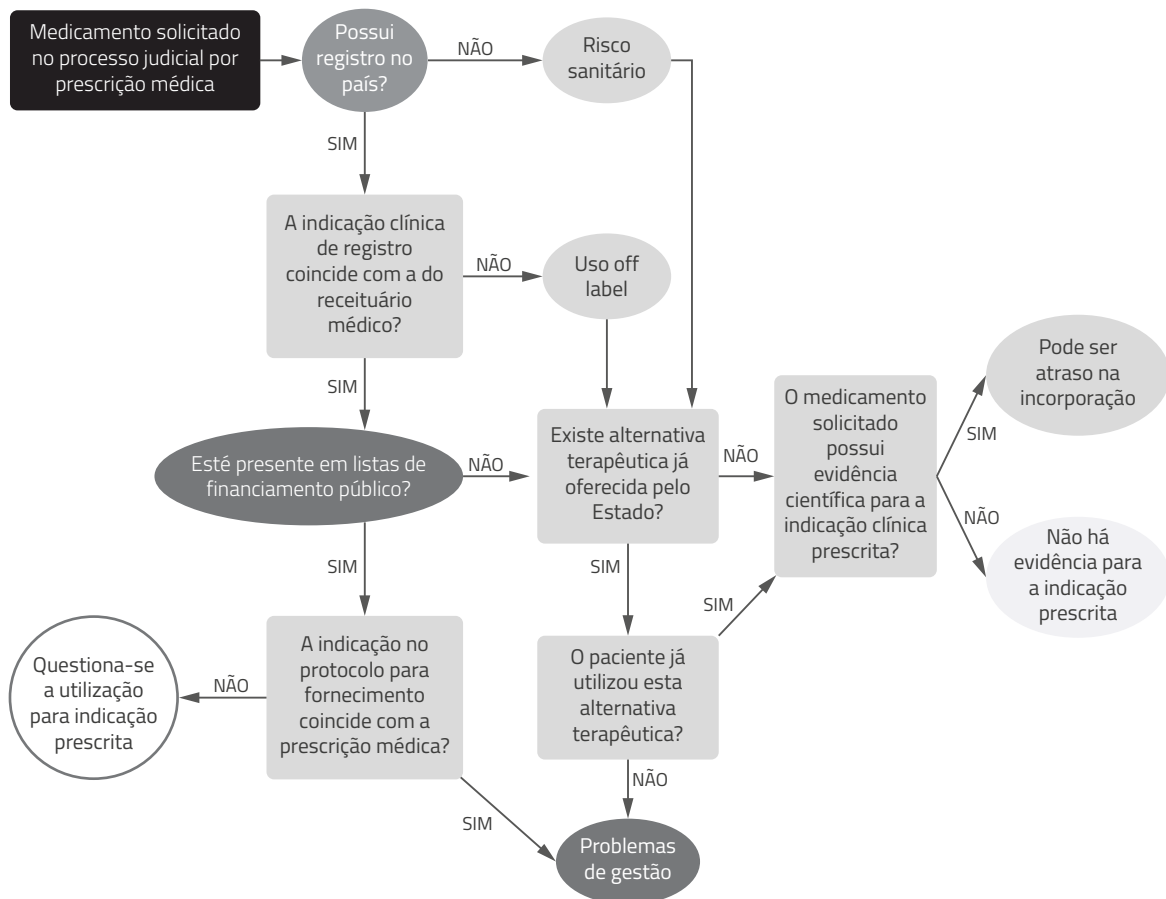 Medicamento solicitado
no processo judicial por
prescrição médica
Possui
registro no
país?
NÃO
Risco
sanitário
SIM
A indicação clínica
de registro
coincide com a do
receituário
médico?
NÃO
Uso off
label
SIM
Esté presente em listas de
financiamento público?
NÃO
Existe alternativa
terapêutica já
oferecida pelo
Estado?
NÃO
O medicamento
solicitado
possui
evidência
científica para a
indicação clínica
prescrita?
SIM
Pode ser
atraso na
incorporação
NÃO
Não há
evidência para
a indicação
prescrita
SIM
A indicação no
protocolo para
fornecimento
coincide com a
prescrição médica?
NÃO
Questiona-se
a utilização
para indicação
prescrita
SIM
SIM
O paciente já
utilizou esta
alternativa
terapêutica?
SIM
NÃO
Problemas
de gestão